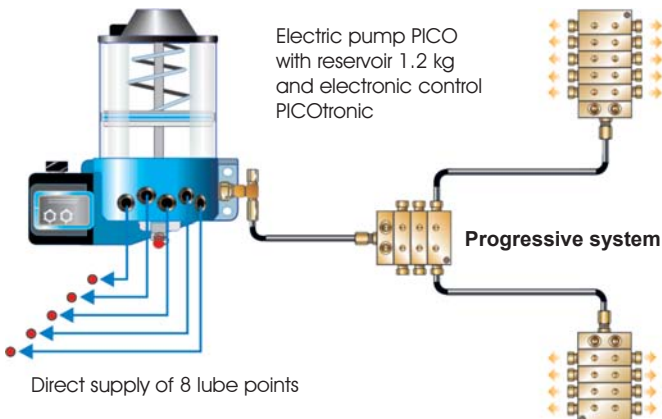 Electric pump PICO
with reservoir 1.2 kg
and electronic control
PICOtronic
Progressive system
Direct supply of 8 lube points